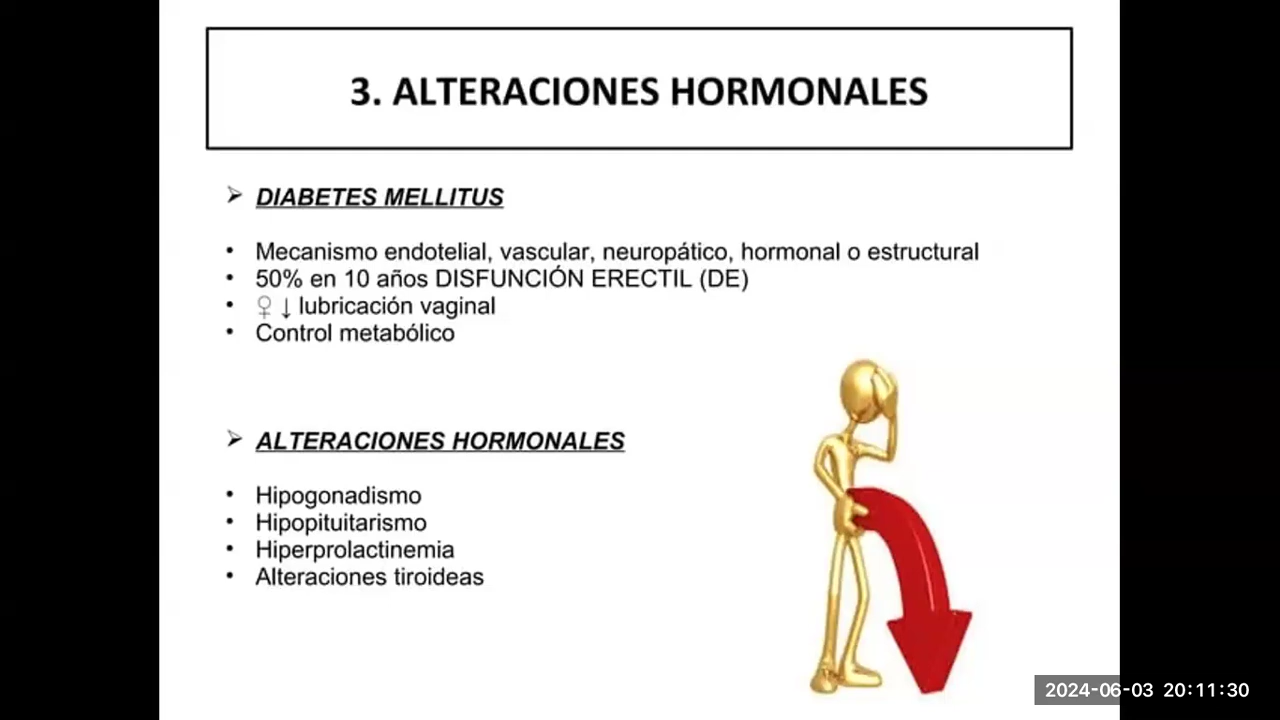 3. ALTERACIONES HORMONALES
➢ DIABETES MELLITUS
• Mecanismo endotelial, vascular, neuropático, hormonal o estructural
• 50% en 10 años DISFUNCIÓN ERECTIL (DE)
• ♀ ↓ lubricación vaginal
• Control metabólico
➢ ALTERACIONES HORMONALES
• Hipogonadismo
• Hipopituitarismo
• Hiperprolactinemia
• Alteraciones tiroideas
2024-06-03 20:11:30